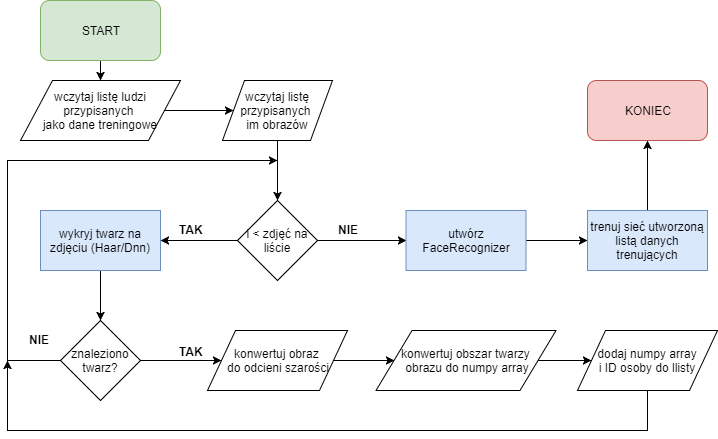 START
wczytaj listę ludzi
przypisanych
jako dane treningowe
wczytaj listę
przypisanych
im obrazów
KONIEC
I < zdjęć na
liście
TAK
NIE
wykryj twarz na
zdjęciu (Haar/Dnn)
utwórz
FaceRecognizer
trenuj sieć utworzoną
listą danych
trenujących
znaleziono
twarz?
NIE
TAK
konwertuj obraz
do odcieni szarości
konwertuj obszar twarzy
obrazu do numpy array
dodaj numpy array
i ID osoby do llisty